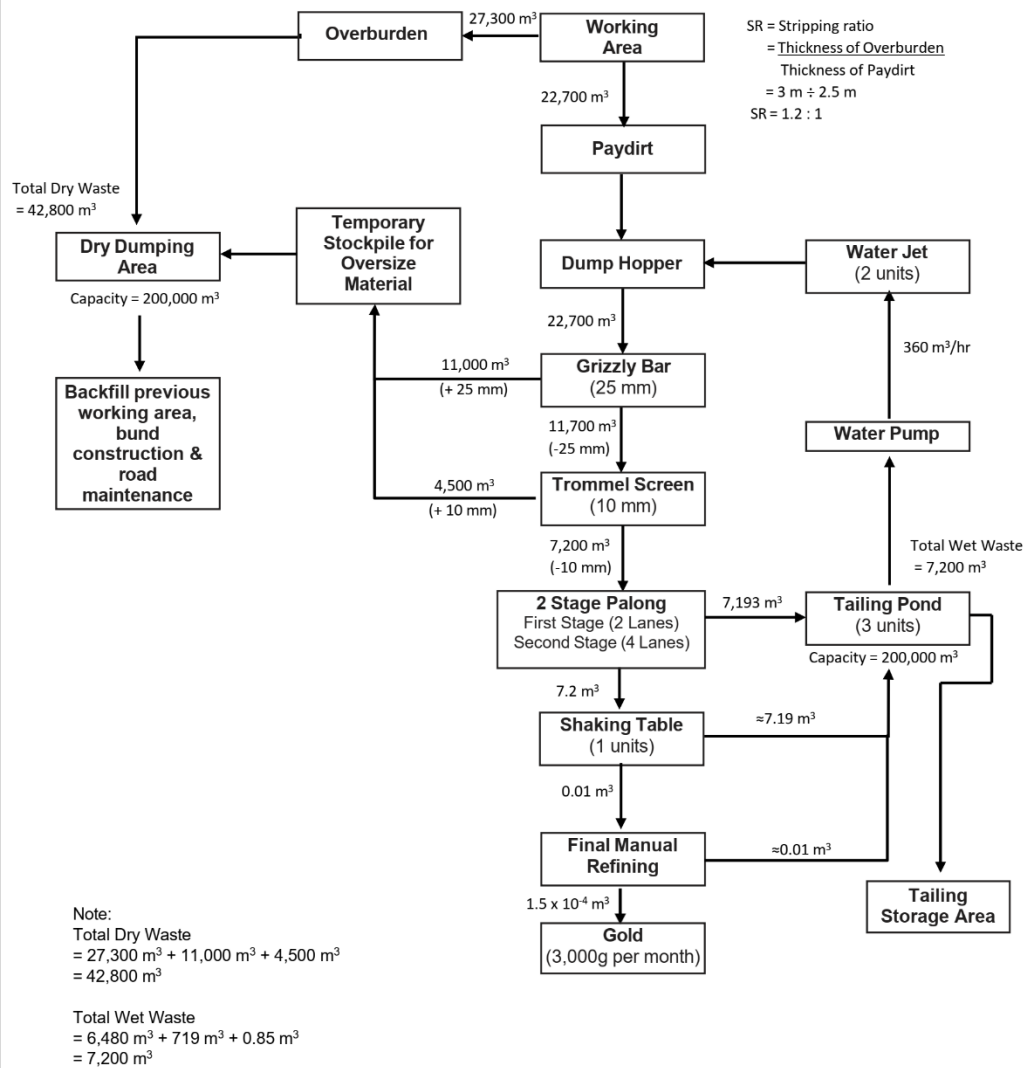 27,300 m³
Overburden
Working
Area
SR = Stripping ratio
= Thickness of Overburden
Thickness of Paydirt
= 3 m ÷ 2.5 m
SR = 1.2 : 1
22,700 m³
Paydirt
Total Dry Waste
= 42,800 m³
Dry Dumping
Area
Capacity = 200,000 m³
Temporary
Stockpile for
Oversize
Material
Dump Hopper
Water Jet
(2 units)
22,700 m³
360 m³/hr
11,000 m³
(+ 25 mm)
Grizzly Bar
(25 mm)
Backfill previous
working area,
bund
construction &
road
maintenance
11,700 m³
(-25 mm)
Water Pump
4,500 m³
(+ 10 mm)
Trommel Screen
(10 mm)
7,200 m³
(-10 mm)
Total Wet Waste
= 7,200 m³
2 Stage Palong
First Stage (2 Lanes)
Second Stage (4 Lanes)
7,193 m³
Tailing Pond
(3 units)
Capacity = 200,000 m³
7.2 m³
Shaking Table
(1 units)
≈7.19 m³
0.01 m³
Final Manual
Refining
≈0.01 m³
Tailing
Storage Area
1.5 x 10⁻⁴ m³
Gold
(3,000g per month)
Note:
Total Dry Waste
= 27,300 m³ + 11,000 m³ + 4,500 m³
= 42,800 m³
Total Wet Waste
= 6,480 m³ + 719 m³ + 0.85 m³
= 7,200 m³